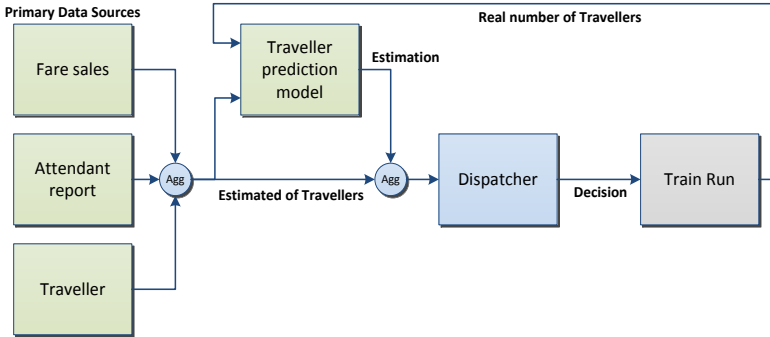 Primary Data Sources
Real number of Travellers
Fare sales
Traveller
prediction
model
Estimation
Attendant
report
Agg
Estimated of Travellers
Agg
Dispatcher
Decision
Train Run
Traveller